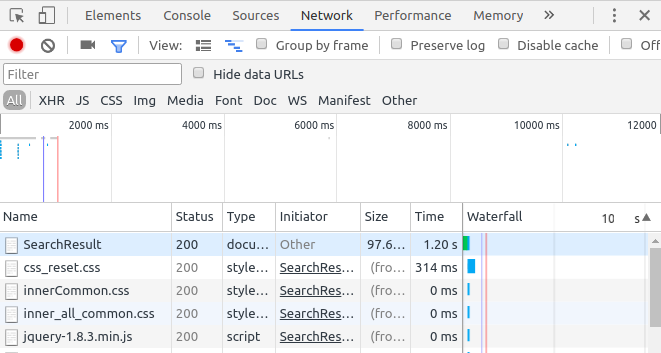 Elements Console Sources Network Performance Memory »
View: Group by frame Preserve log Disable cache Off
Filter Hide data URLs
All XHR JS CSS Img Media Font Doc WS Manifest Other
2000 ms 4000 ms 6000 ms 8000 ms 10000 ms 12000
Name Status Type Initiator Size Time Waterfall 10 s▲
SearchResult 200 docu... Other 97.6... 1.20 s
css_reset.css 200 style... SearchRes... (fro... 314 ms
innerCommon.css 200 style... SearchRes... (fro... 0 ms
inner_all_common.css 200 style... SearchRes... (fro... 0 ms
jquery-1.8.3.min.js 200 script SearchRes... (fro... 0 ms